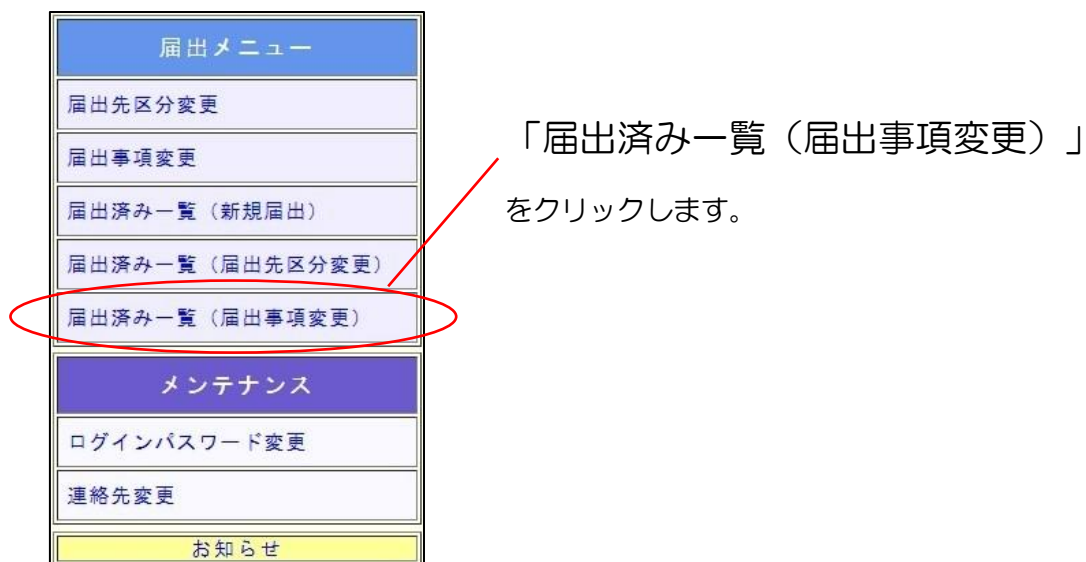 届出メニュー
届出先区分変更
届出事項変更
届出済み一覧（新規届出）
届出済み一覧（届出先区分変更）
届出済み一覧（届出事項変更）
メンテナンス
ログインパスワード変更
連絡先変更
お知らせ
「届出済み一覧（届出事項変更）」
をクリックします。